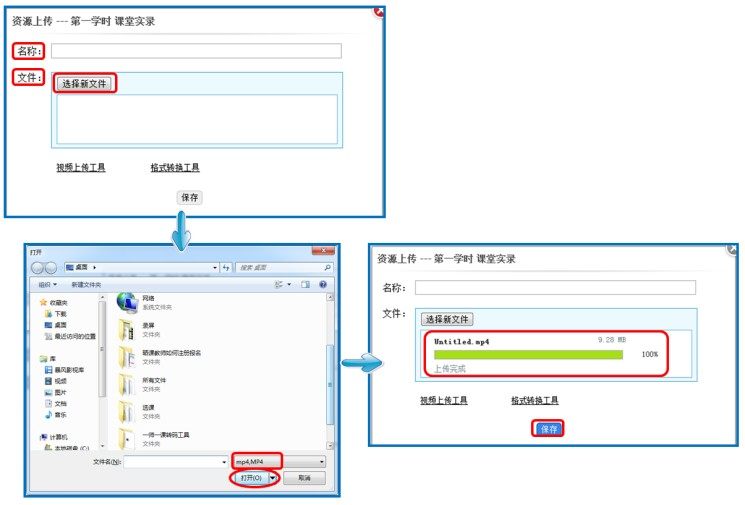 资源上传 --- 第一学时 课堂实录
名称：
文件：
选择新文件
视频上传工具 格式转换工具
保存
打开
桌面
搜索 桌面
组织 新建文件夹
收藏夹
下载
桌面
最近访问的位置
库
暴风影视库
视频
图片
文档
音乐
计算机
本地磁盘 (C:)
网络
系统文件夹
录屏
文件夹
晒课教师如何注册报名
文件夹
所有文件
文件夹
选课
文件夹
一师一课转码工具
文件夹
文件名(N):
mp4,MP4
打开(O) 取消
资源上传 --- 第一学时 课堂实录
名称：
文件：
选择新文件
Untitled.mp4 9.28 MB
100%
上传完成
视频上传工具 格式转换工具
保存